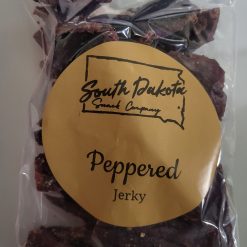 South Dakota
Snack Company
Peppered
Jerky